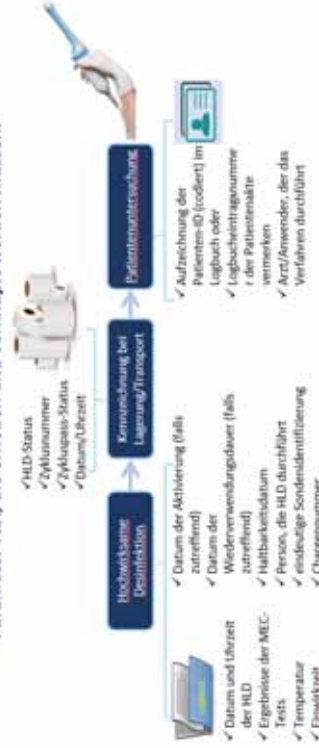 ✓HLD-Status
✓Zyklusnummer
✓Zykluspass-Status
✓Datum/Uhrzeit
Hochwirksame
Desinfektion
Kennzeichnung bei
Lagerung/Transport
Patientenuntersuchung
✓ Datum und Uhrzeit
der HLD
✓ Ergebnisse der MEC-
Tests
✓ Temperatur
✓ Einwirkzeit
✓ Datum der Aktivierung (falls
zutreffend)
✓ Datum der
Wiederverwendungsdauer (falls
zutreffend)
✓ Haltbarkeitsdatum
✓ Person, die HLD durchführt
✓ eindeutige Sondenidentifizierung
✓ Chargennummer
✓ Aufzeichnung der
Patienten-ID (codiert) im
Logbuch oder
✓ Logbucheintragsnumme
r der Patientenakte
vermerken
✓ Arzt/Anwender, der das
Verfahren durchführt